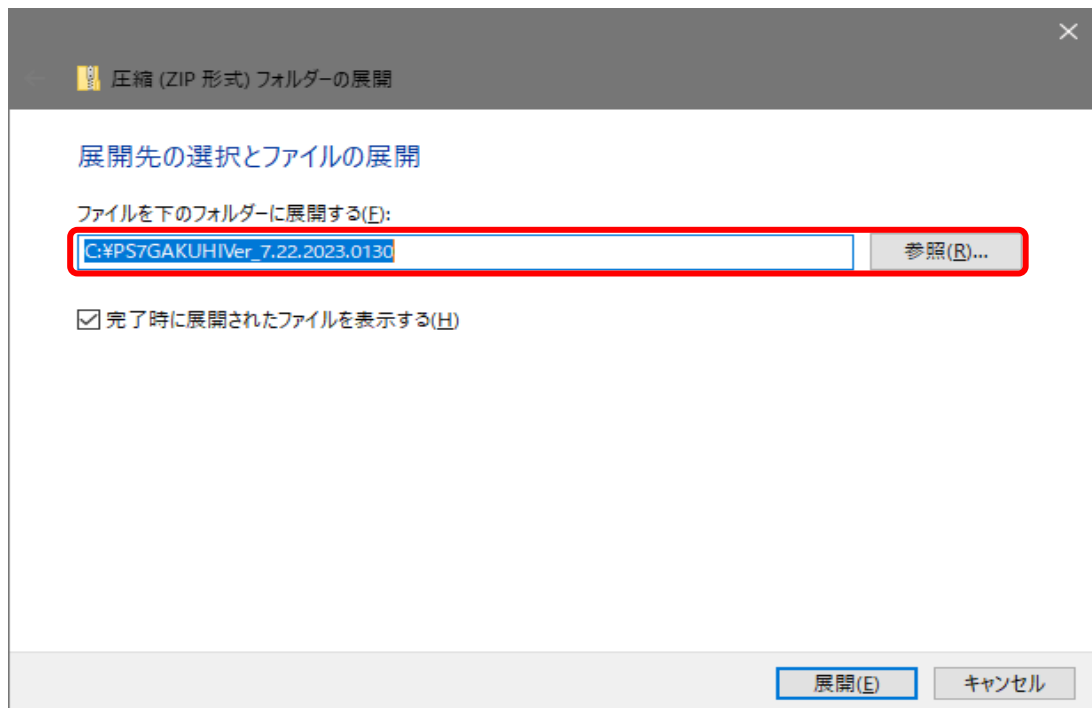 圧縮 (ZIP 形式) フォルダーの展開
展開先の選択とファイルの展開
ファイルを下のフォルダーに展開する(F):
C:¥PS7GAKUHIVer_7.22.2023.0130
参照(R)...
完了時に展開されたファイルを表示する(H)
展開(E)
キャンセル